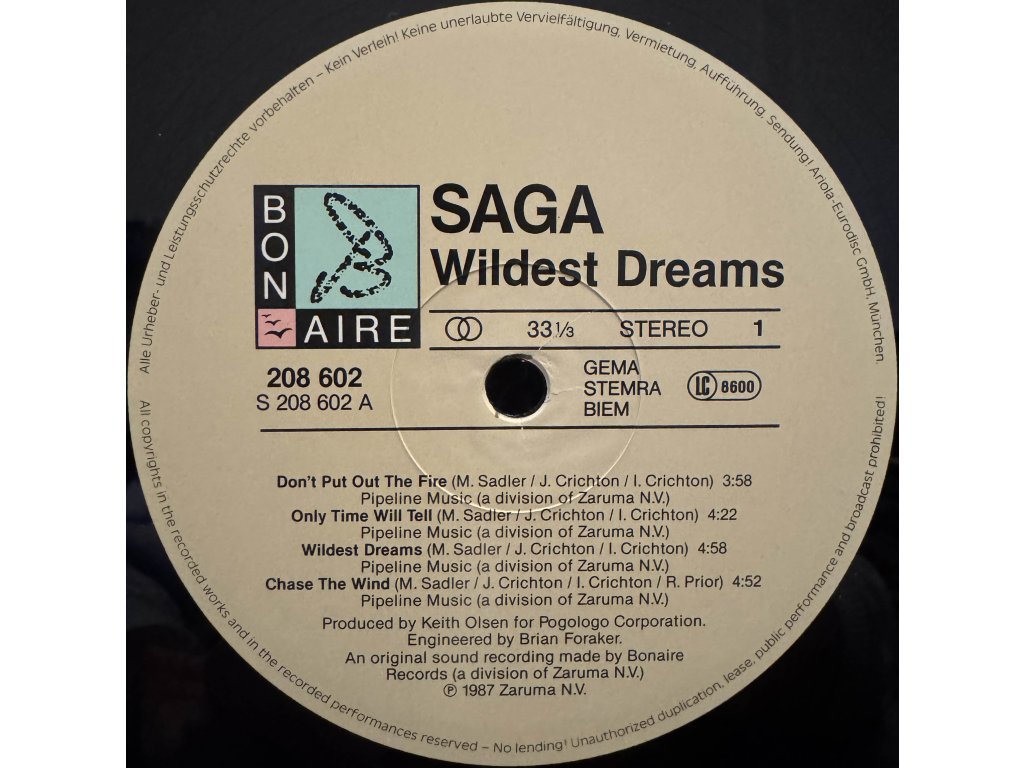 Alle Urheber- und Leistungsschutzrechte vorbehalten – Kein Verleih! Keine unerlaubte Vervielfältigung, Vermietung, Aufführung, Sendung! Ariola-Eurodisc GmbH, München.
BON
AIRE
SAGA
Wildest Dreams
33 1/3 STEREO 1
208 602
S 208 602 A
GEMA
STEMRA
BIEM
LC 8600
Don't Put Out The Fire (M. Sadler / J. Crichton / I. Crichton) 3:58
Pipeline Music (a division of Zaruma N.V.)
Only Time Will Tell (M. Sadler / J. Crichton / I. Crichton) 4:22
Pipeline Music (a division of Zaruma N.V.)
Wildest Dreams (M. Sadler / J. Crichton / I. Crichton) 4:58
Pipeline Music (a division of Zaruma N.V.)
Chase The Wind (M. Sadler / J. Crichton / I. Crichton / R. Prior) 4:52
Pipeline Music (a division of Zaruma N.V.)
Produced by Keith Olsen for Pogologo Corporation.
Engineered by Brian Foraker.
An original sound recording made by Bonaire
Records (a division of Zaruma N.V.)
℗ 1987 Zaruma N.V.
All copyrights in the recorded works and in the recorded performances reserved – No lending! Unauthorized duplication, lease, public performance and broadcast prohibited!